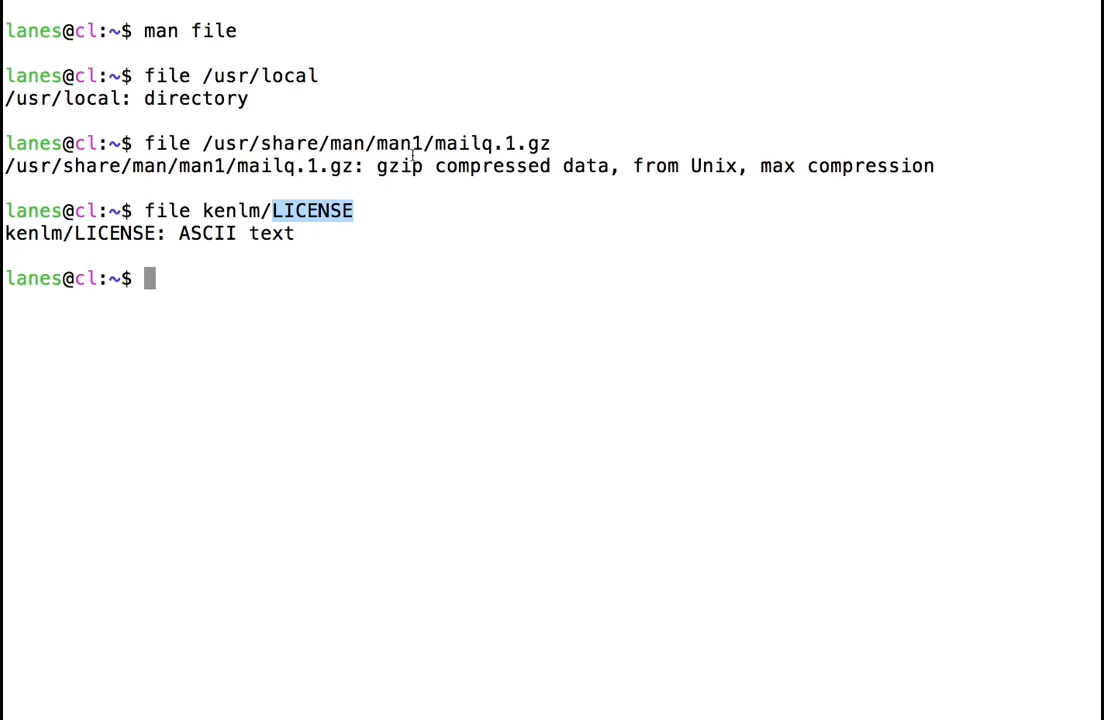 lanes@cl:~$ man file
lanes@cl:~$ file /usr/local
/usr/local: directory
lanes@cl:~$ file /usr/share/man/man1/mailq.1.gz
/usr/share/man/man1/mailq.1.gz: gzip compressed data, from Unix, max compression
lanes@cl:~$ file kenlm/LICENSE
kenlm/LICENSE: ASCII text
lanes@cl:~$